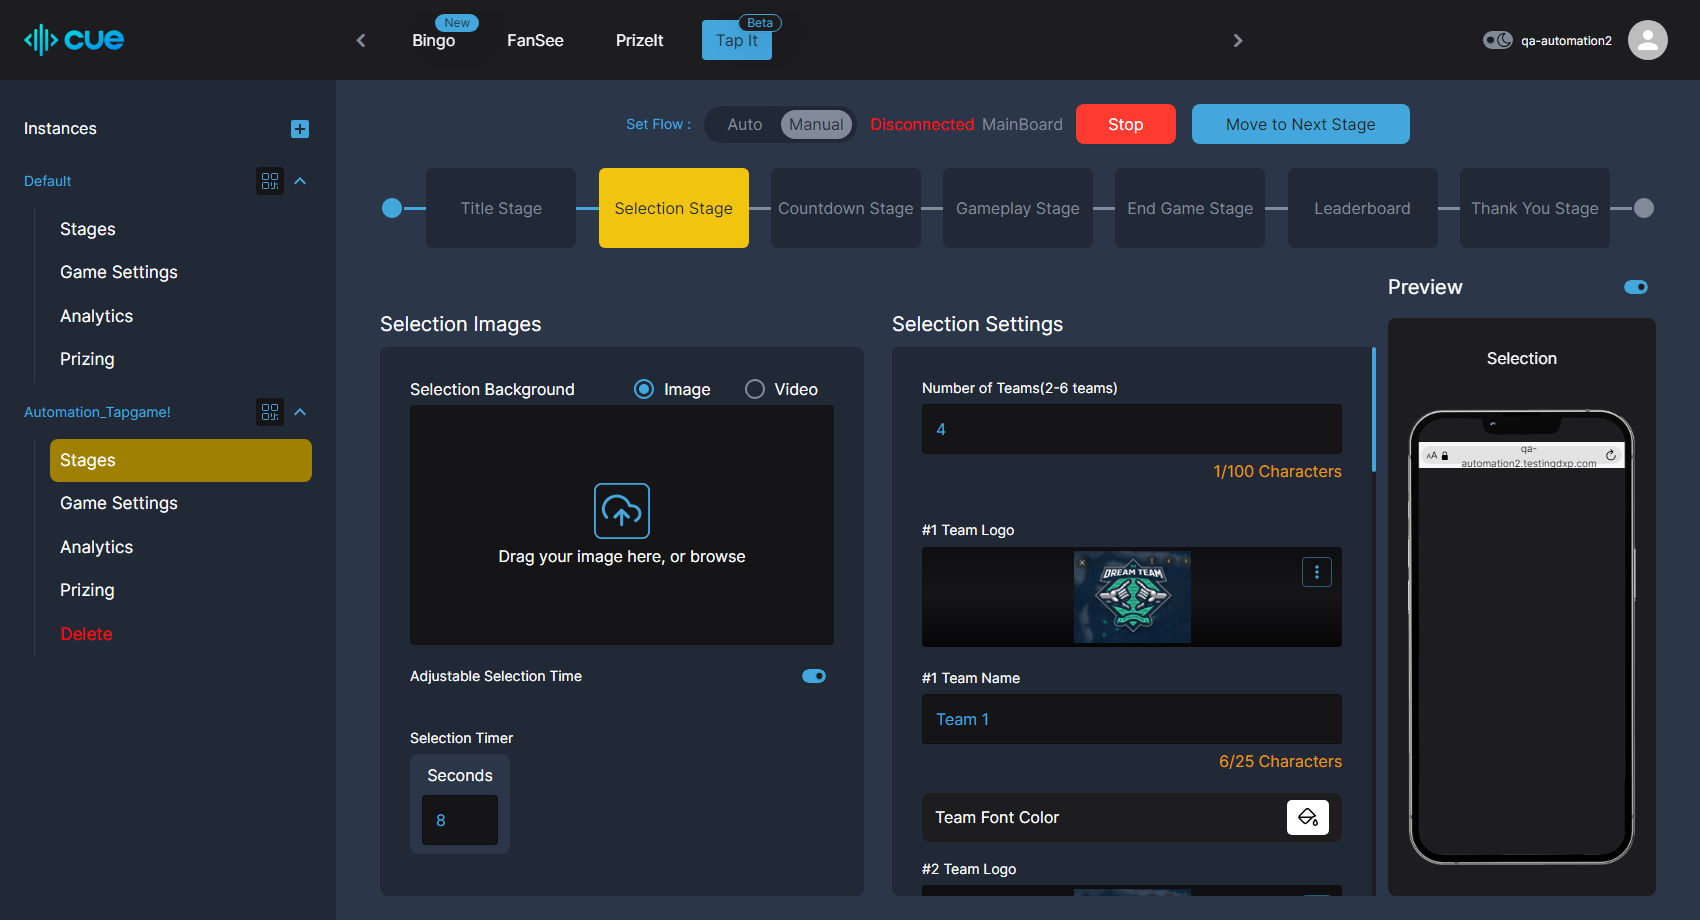 cue
Bingo
New
FanSee
PrizeIt
Tap It
Beta
qa-automation2
Instances
Default
Stages
Game Settings
Analytics
Prizing
Automation_Tapgame!
Stages
Game Settings
Analytics
Prizing
Delete
Set Flow :
Auto
Manual
Disconnected MainBoard
Stop
Move to Next Stage
Title Stage
Selection Stage
Countdown Stage
Gameplay Stage
End Game Stage
Leaderboard
Thank You Stage
Selection Images
Selection Background
Image
Video
Drag your image here, or browse
Adjustable Selection Time
Selection Timer
Seconds
8
Selection Settings
Number of Teams(2-6 teams)
4
1/100 Characters
#1 Team Logo
DREAM TEAM
#1 Team Name
Team 1
6/25 Characters
Team Font Color
#2 Team Logo
Preview
Selection
AA
qa-
automation2.testingdxp.com